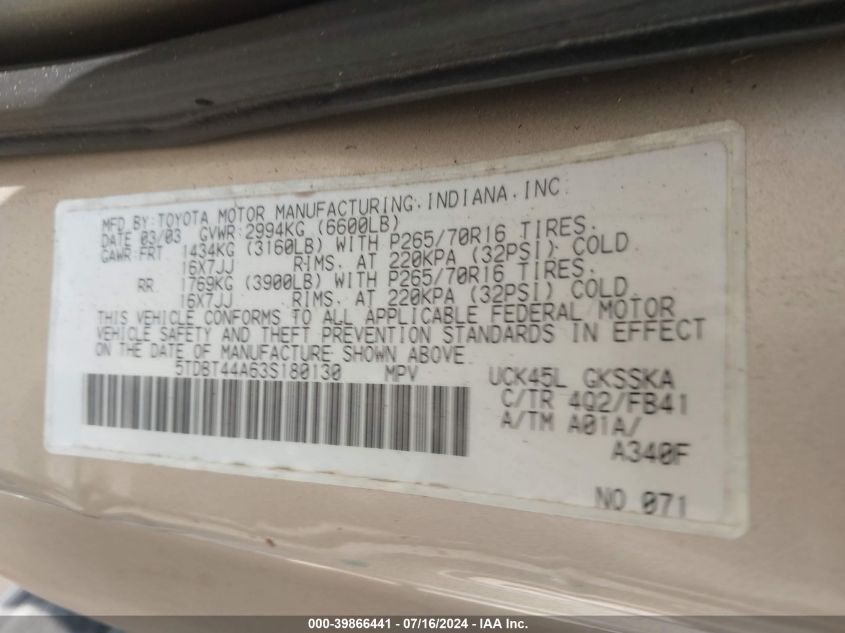 MFD.BY:TOYOTA MOTOR MANUFACTURING.INDIANA.INC
DATE 03/03 GVWR:2994KG (6600LB)
GAWR:FRT 1434KG (3160LB) WITH P265/70R16 TIRES.
16X7JJ RIMS. AT 220KPA (32PSI) COLD
RR 1769KG (3900LB) WITH P265/70R16 TIRES.
16X7JJ RIMS. AT 220KPA (32PSI) COLD
THIS VEHICLE CONFORMS TO ALL APPLICABLE FEDERAL MOTOR
VEHICLE SAFETY AND THEFT PREVENTION STANDARDS IN EFFECT
ON THE DATE OF MANUFACTURE SHOWN ABOVE.
5TDBT44A63S180130 MPV UCK45L GKSSKA
C/TR 4Q2/FB41
A/TM A01A/
A340F
NO 071
000-39866441 / 07/16/2024 - IAA Inc.